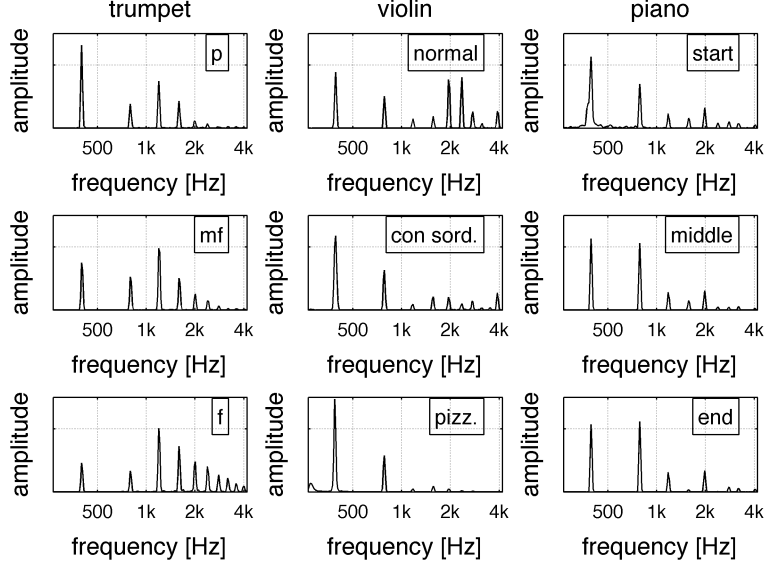 trumpet violin piano
amplitude p amplitude normal amplitude start
500 1k 2k 4k 500 1k 2k 4k 500 1k 2k 4k
frequency [Hz] frequency [Hz] frequency [Hz]
amplitude mf amplitude con sord. amplitude middle
500 1k 2k 4k 500 1k 2k 4k 500 1k 2k 4k
frequency [Hz] frequency [Hz] frequency [Hz]
amplitude f amplitude pizz. amplitude end
500 1k 2k 4k 500 1k 2k 4k 500 1k 2k 4k
frequency [Hz] frequency [Hz] frequency [Hz]